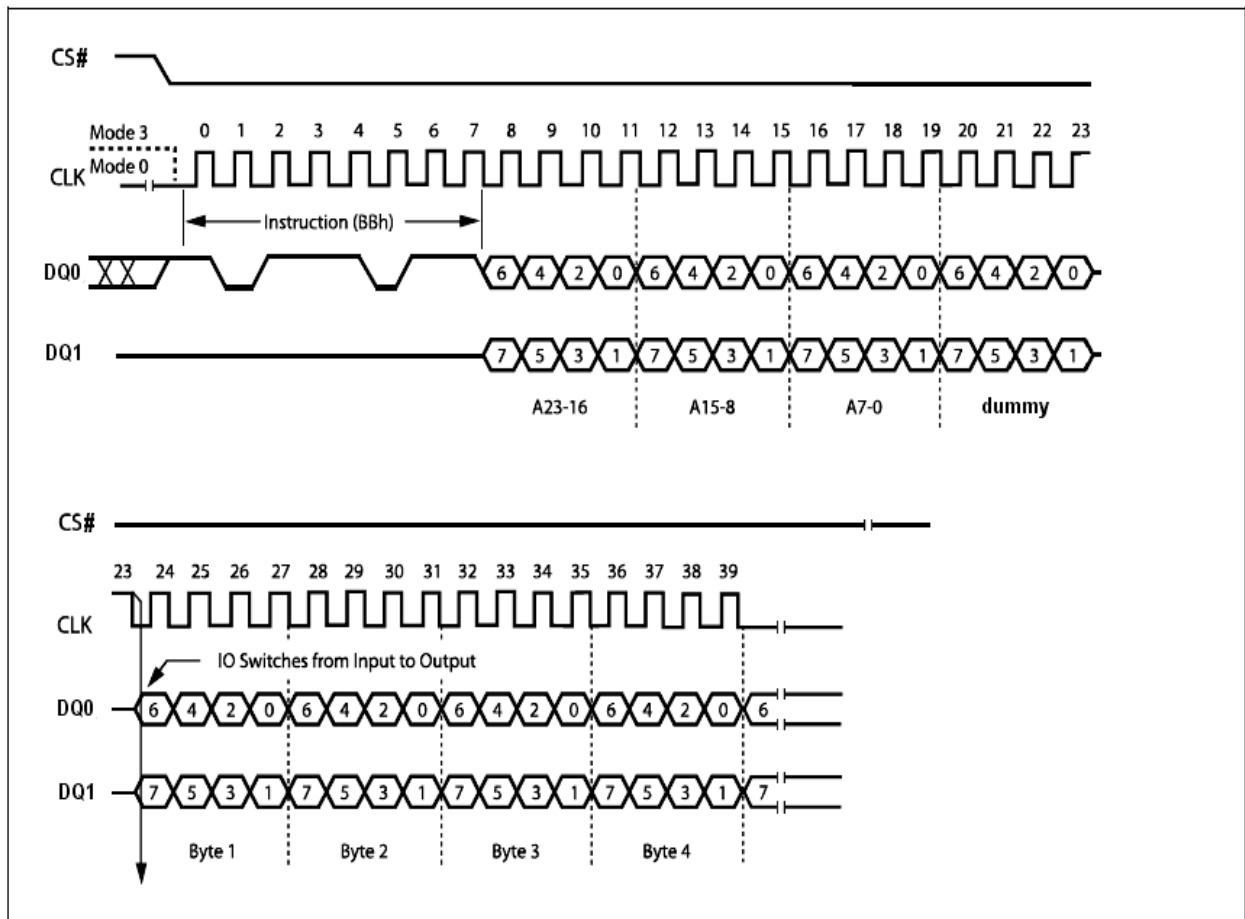 CS#
Mode 3
0 1 2 3 4 5 6 7 8 9 10 11 12 13 14 15 16 17 18 19 20 21 22 23
Mode 0
CLK
Instruction (BBh)
DQ0 6 4 2 0 6 4 2 0 6 4 2 0 6 4 2 0
DQ1 7 5 3 1 7 5 3 1 7 5 3 1 7 5 3 1
A23-16 A15-8 A7-0 dummy
CS#
23 24 25 26 27 28 29 30 31 32 33 34 35 36 37 38 39
CLK
IO Switches from Input to Output
DQ0 6 4 2 0 6 4 2 0 6 4 2 0 6 4 2 0 6
DQ1 7 5 3 1 7 5 3 1 7 5 3 1 7 5 3 1 7
Byte 1 Byte 2 Byte 3 Byte 4